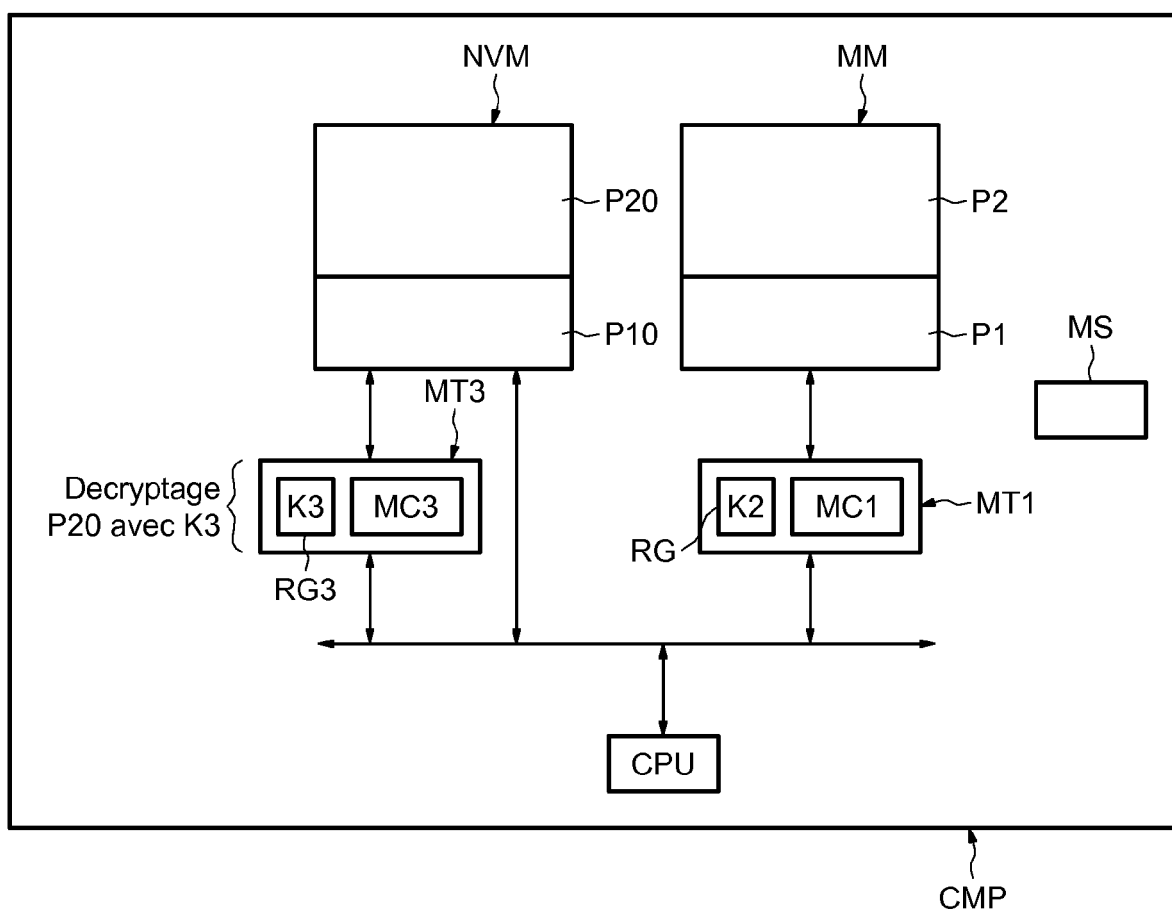 NVM
MM
P20
P2
P10
P1
MS
MT3
Decryptage
P20 avec K3
K3
MC3
K2
MC1
MT1
RG
RG3
CPU
CMP